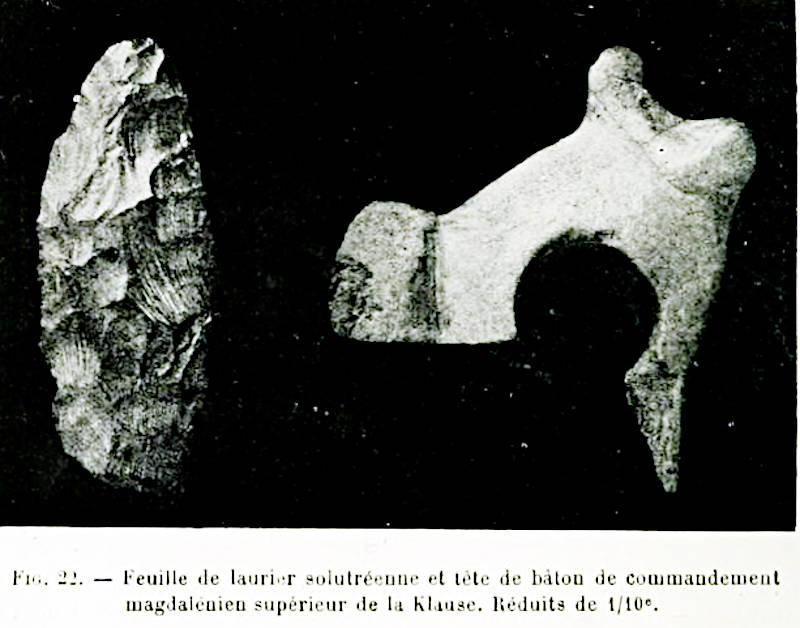 Fig. 22. — Feuille de laurier solutréenne et tête de bâton de commandement
magdalénien supérieur de la Klause. Réduits de 1/10e.